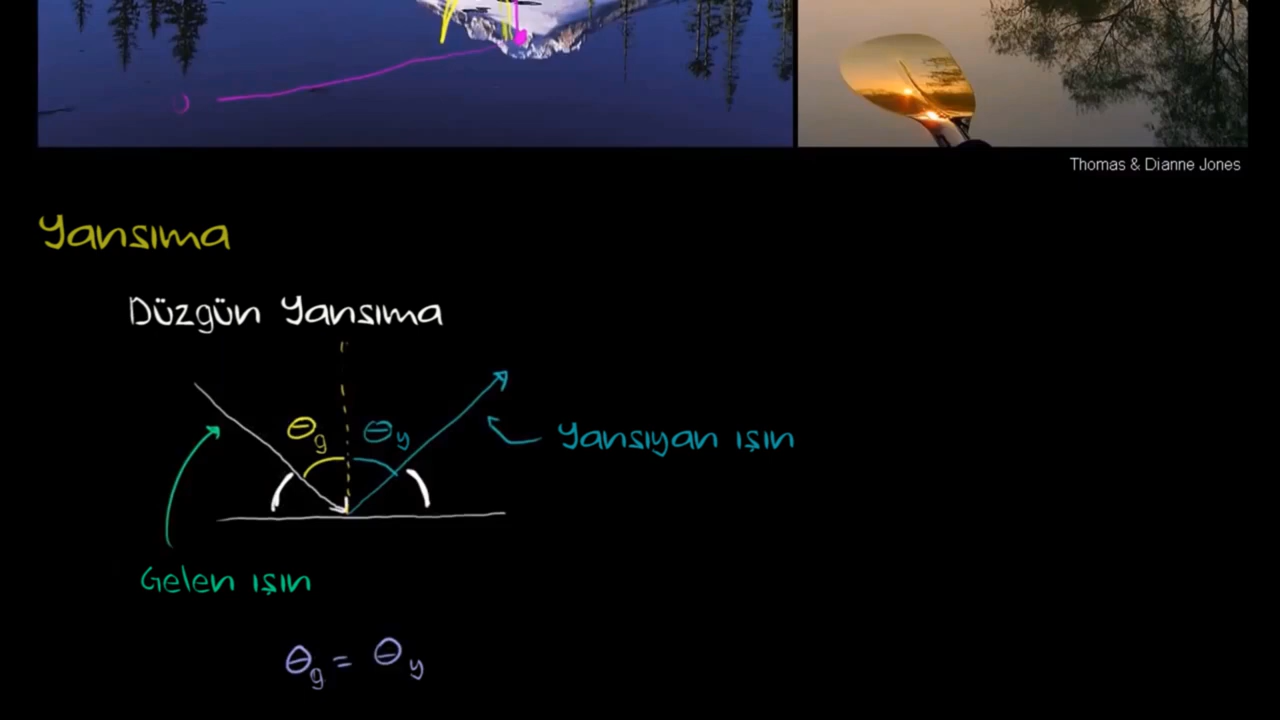 Thomas & Dianne Jones
Yansıma
Düzgün Yansıma
θg θy
Yansıyan ışın
Gelen ışın
θg = θy